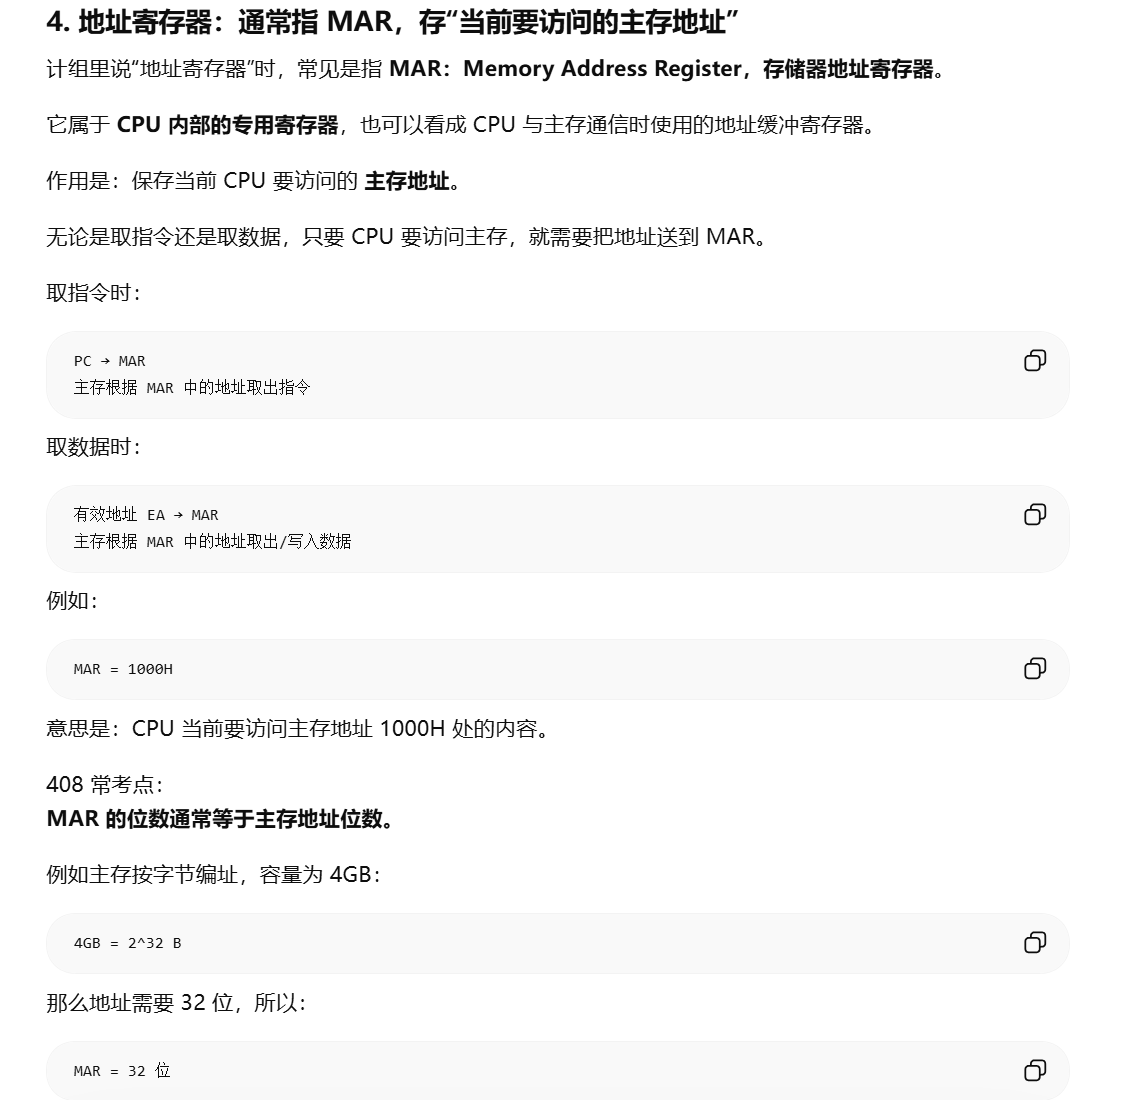 4. 地址寄存器：通常指 MAR，存“当前要访问的主存地址”
计组里说“地址寄存器”时，常见是指 MAR：Memory Address Register，存储器地址寄存器。
它属于 CPU 内部的专用寄存器，也可以看成 CPU 与主存通信时使用的地址缓冲寄存器。
作用是：保存当前 CPU 要访问的 主存地址。
无论是取指令还是取数据，只要 CPU 要访问主存，就需要把地址送到 MAR。
取指令时：
PC → MAR
主存根据 MAR 中的地址取出指令
取数据时：
有效地址 EA → MAR
主存根据 MAR 中的地址取出/写入数据
例如：
MAR = 1000H
意思是：CPU 当前要访问主存地址 1000H 处的内容。
408 常考点：
MAR 的位数通常等于主存地址位数。
例如主存按字节编址，容量为 4GB：
4GB = 2^32 B
那么地址需要 32 位，所以：
MAR = 32 位